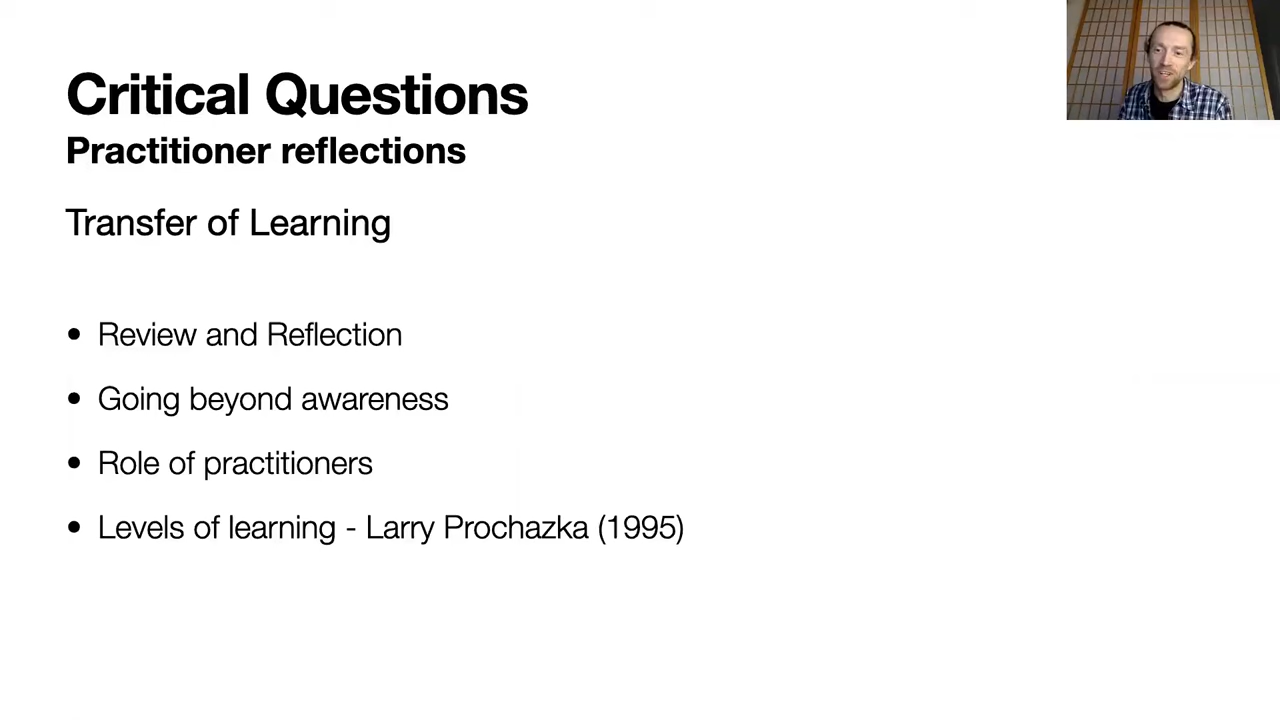 Critical Questions
Practitioner reflections
Transfer of Learning
• Review and Reflection
• Going beyond awareness
• Role of practitioners
• Levels of learning - Larry Prochazka (1995)